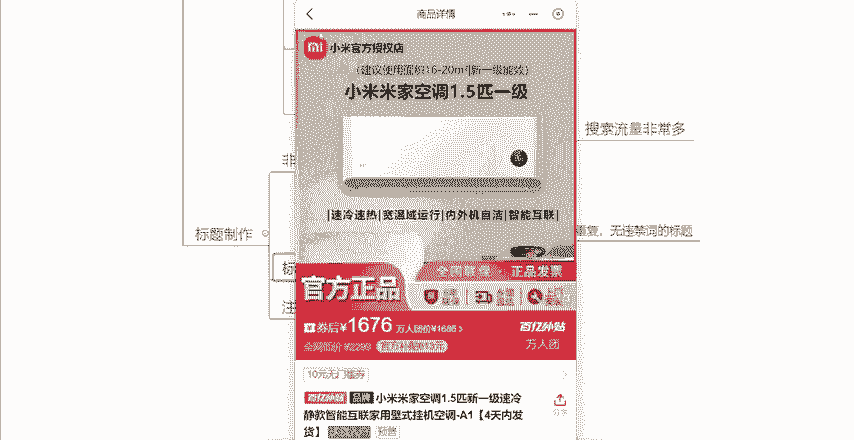 商品详情
小米官方授权店
(建议使用面积16-20m²|新一级能效)
小米米家空调1.5匹一级
|速冷速热|宽温域运行|内外机自洁|智能互联|
全国联保 · 正品发票
官方正品
券后¥1676 万人团价¥1686
百亿补贴
万人团
10元无门槛券
百亿补贴 品牌 小米米家空调1.5匹新一级速冷
静款智能互联家用壁式挂机空调-A1【4天内发
货】
预售
分享
搜索流量非常多
标题制作
重复，无违禁词的标题
非
标
注